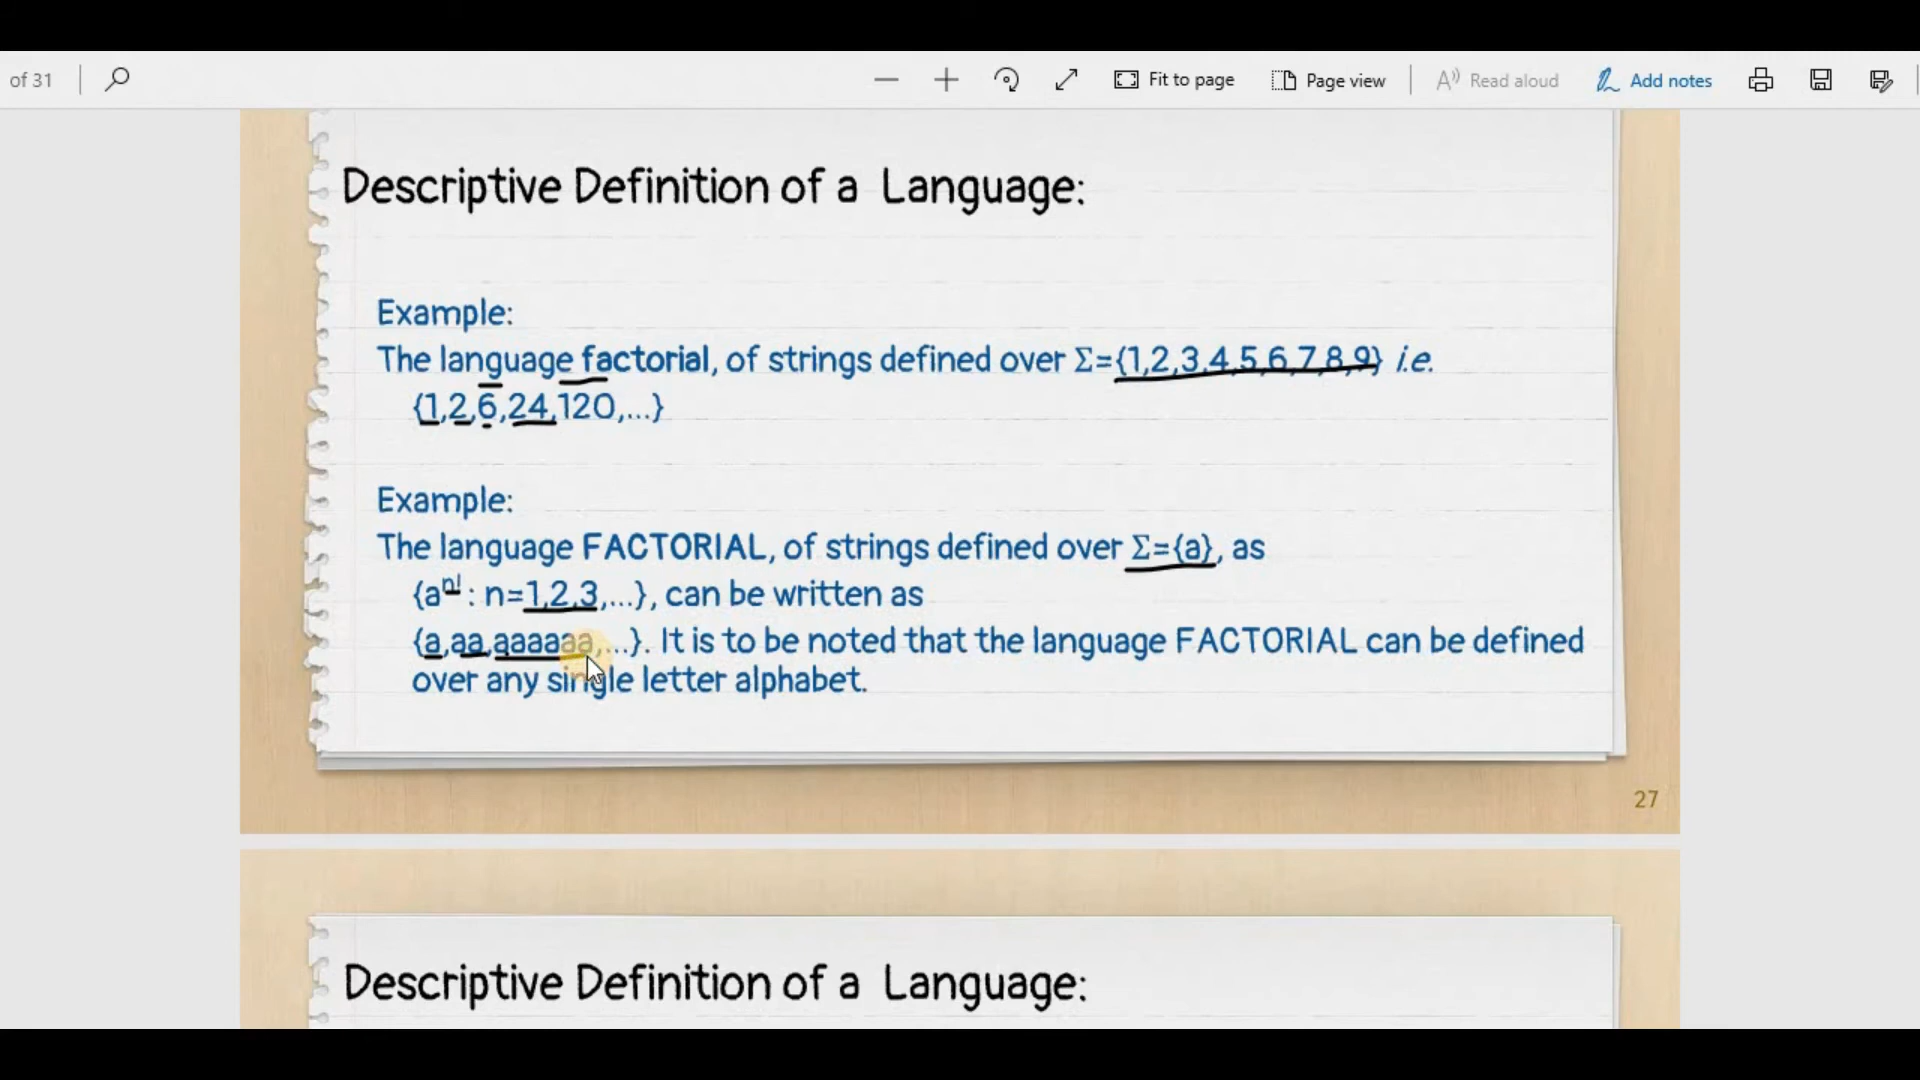 of 31
Fit to page
Page view
Read aloud
Add notes
Descriptive Definition of a Language:
Example:
The language factorial, of strings defined over Σ={1,2,3,4,5,6,7,8,9} i.e.
{1,2,6,24,120,...}
Example:
The language FACTORIAL, of strings defined over Σ={a}, as
{aⁿ! : n=1,2,3,...}, can be written as
{a,aa,aaaaaa,...}. It is to be noted that the language FACTORIAL can be defined
over any single letter alphabet.
27
Descriptive Definition of a Language: